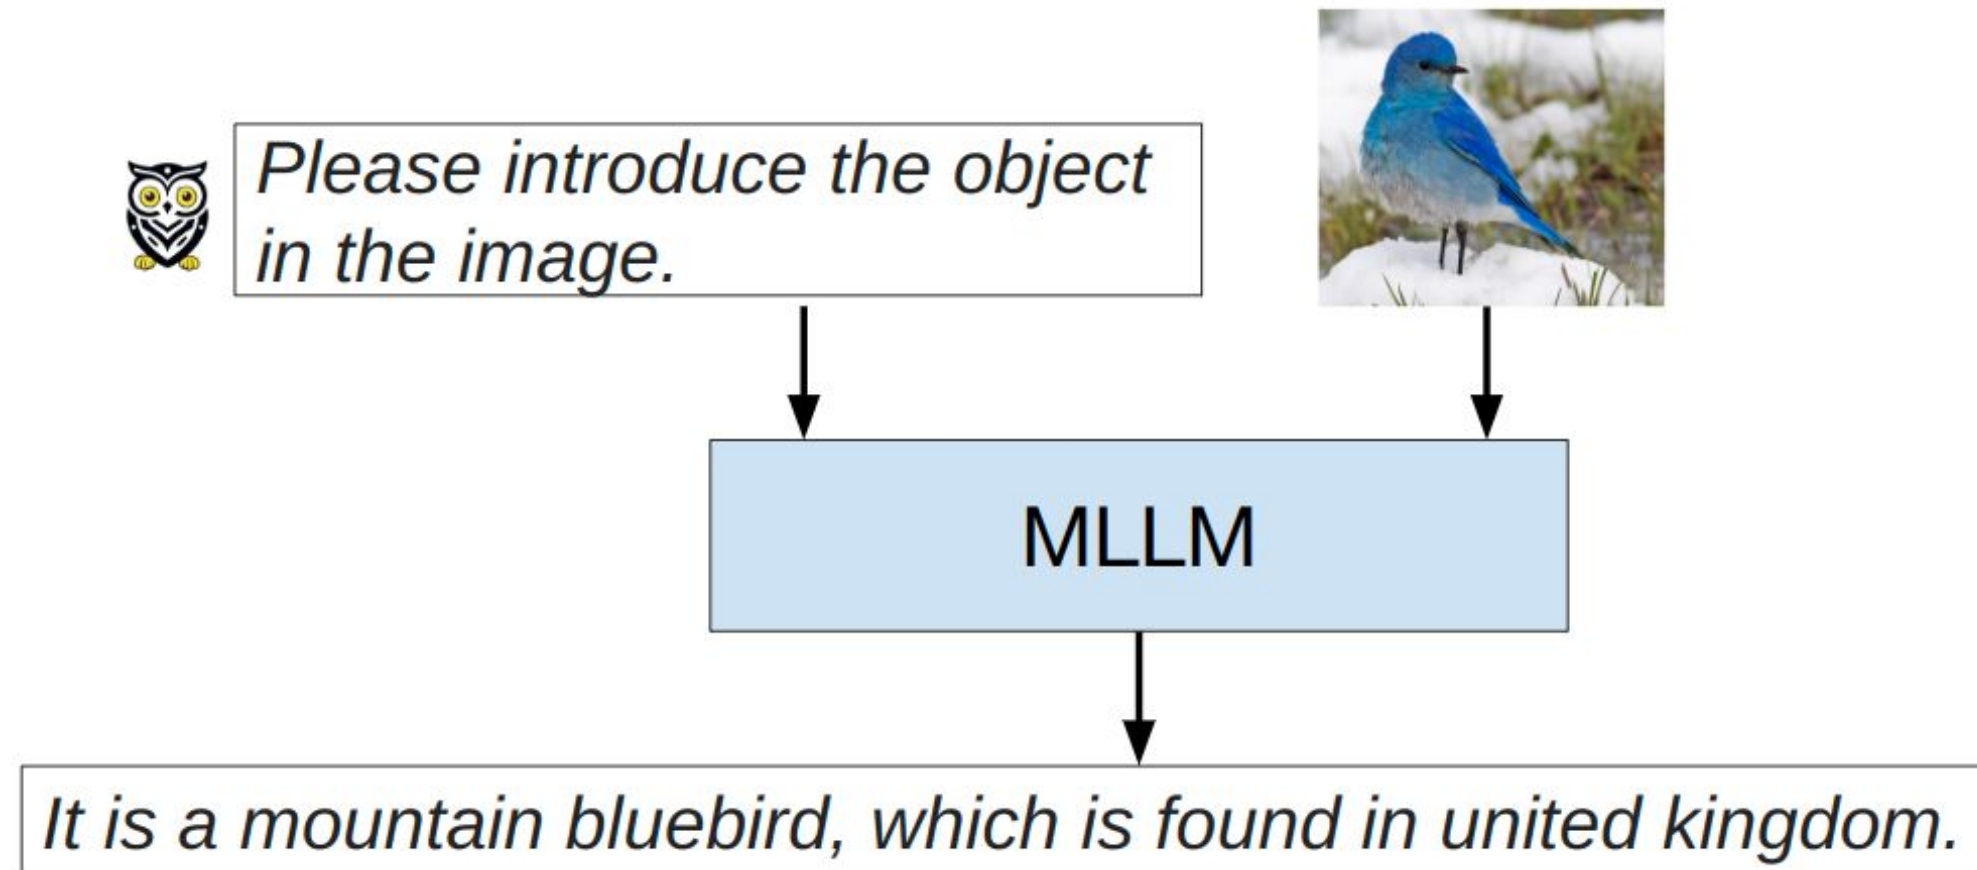 Please introduce the object
in the image.
MLLM
It is a mountain bluebird, which is found in united kingdom.